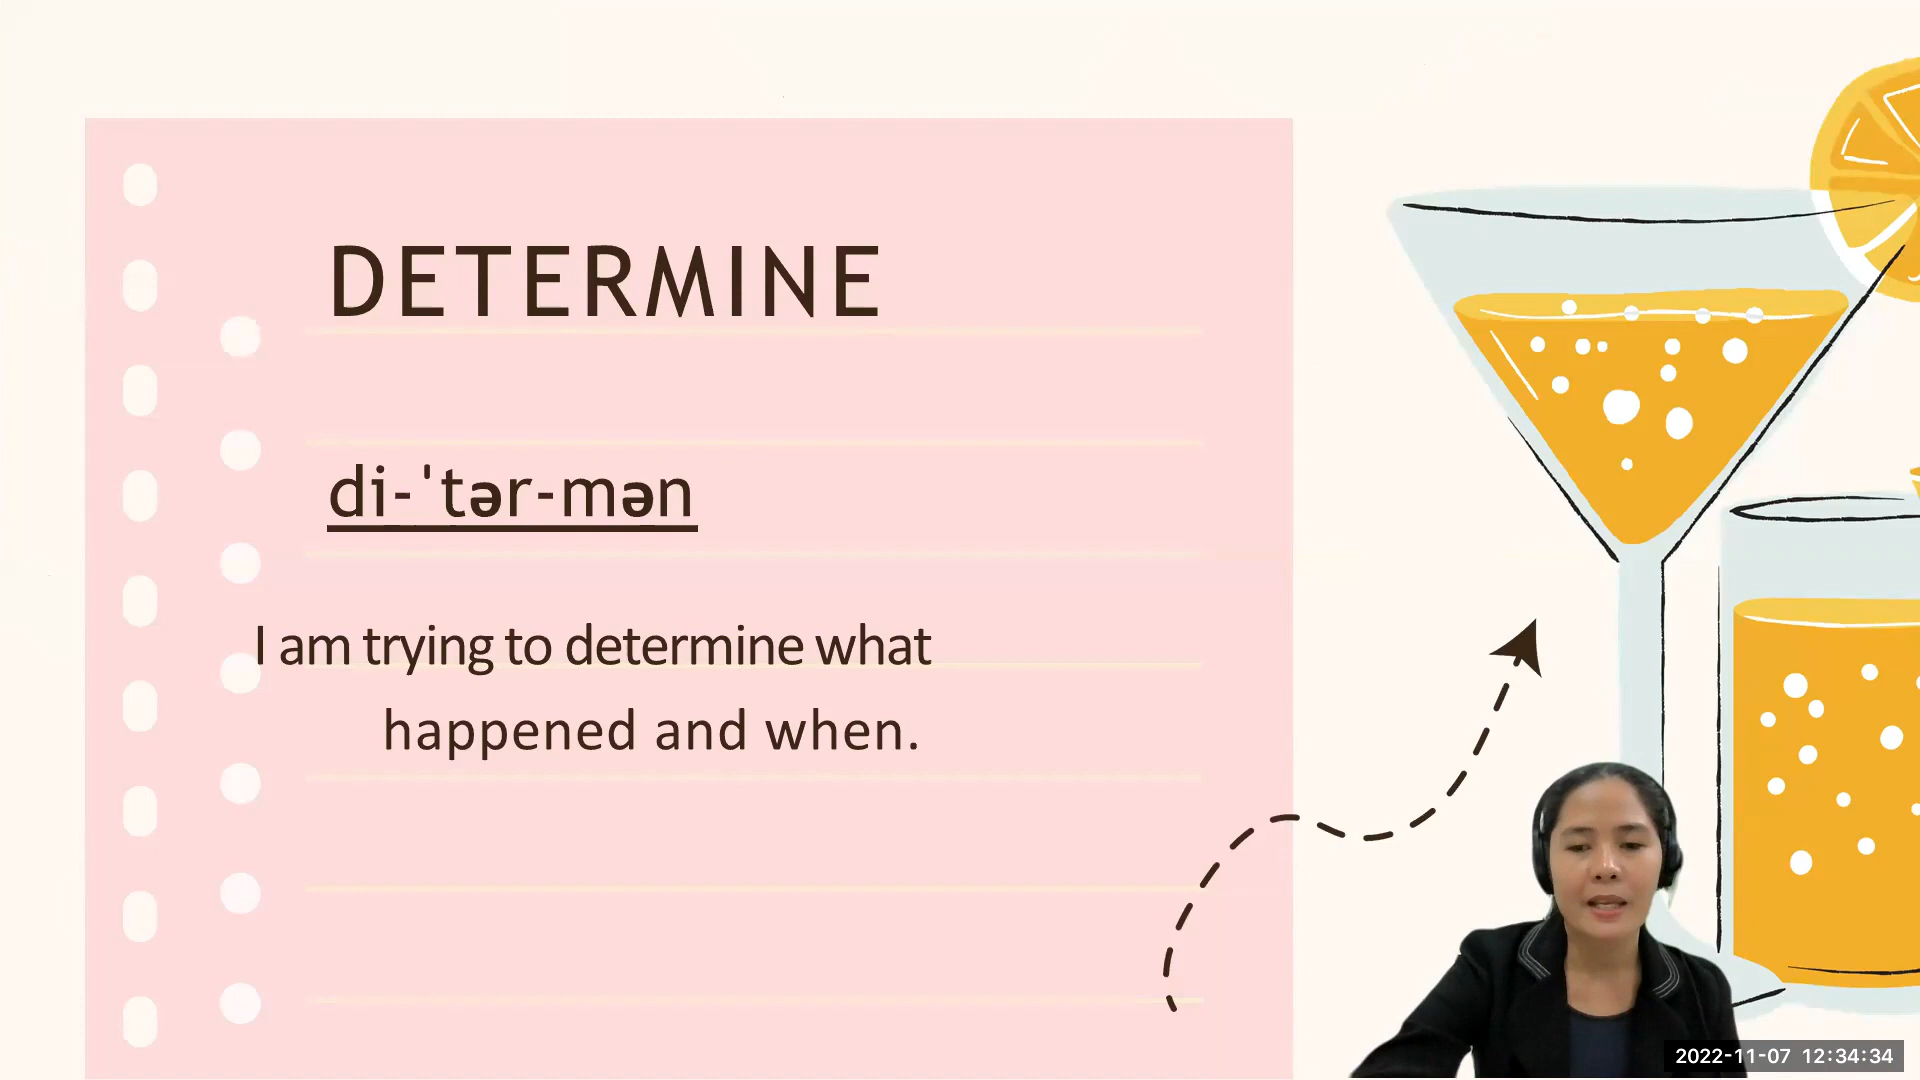 DETERMINE
di-ˈtər-mən
I am trying to determine what
happened and when.
2022-11-07 12:34:34